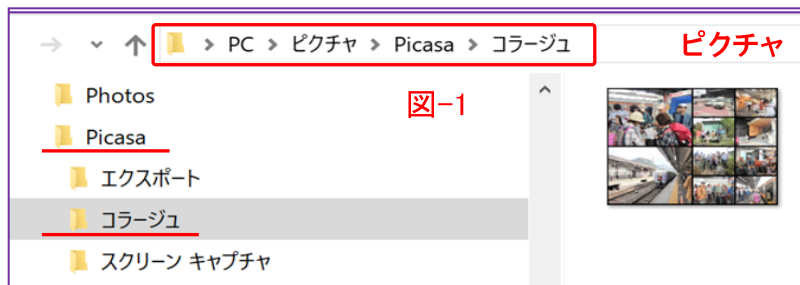 PC > ピクチャ > Picasa > コラージュ
ピクチャ
Photos
図-1
Picasa
エクスポート
コラージュ
スクリーン キャプチャ